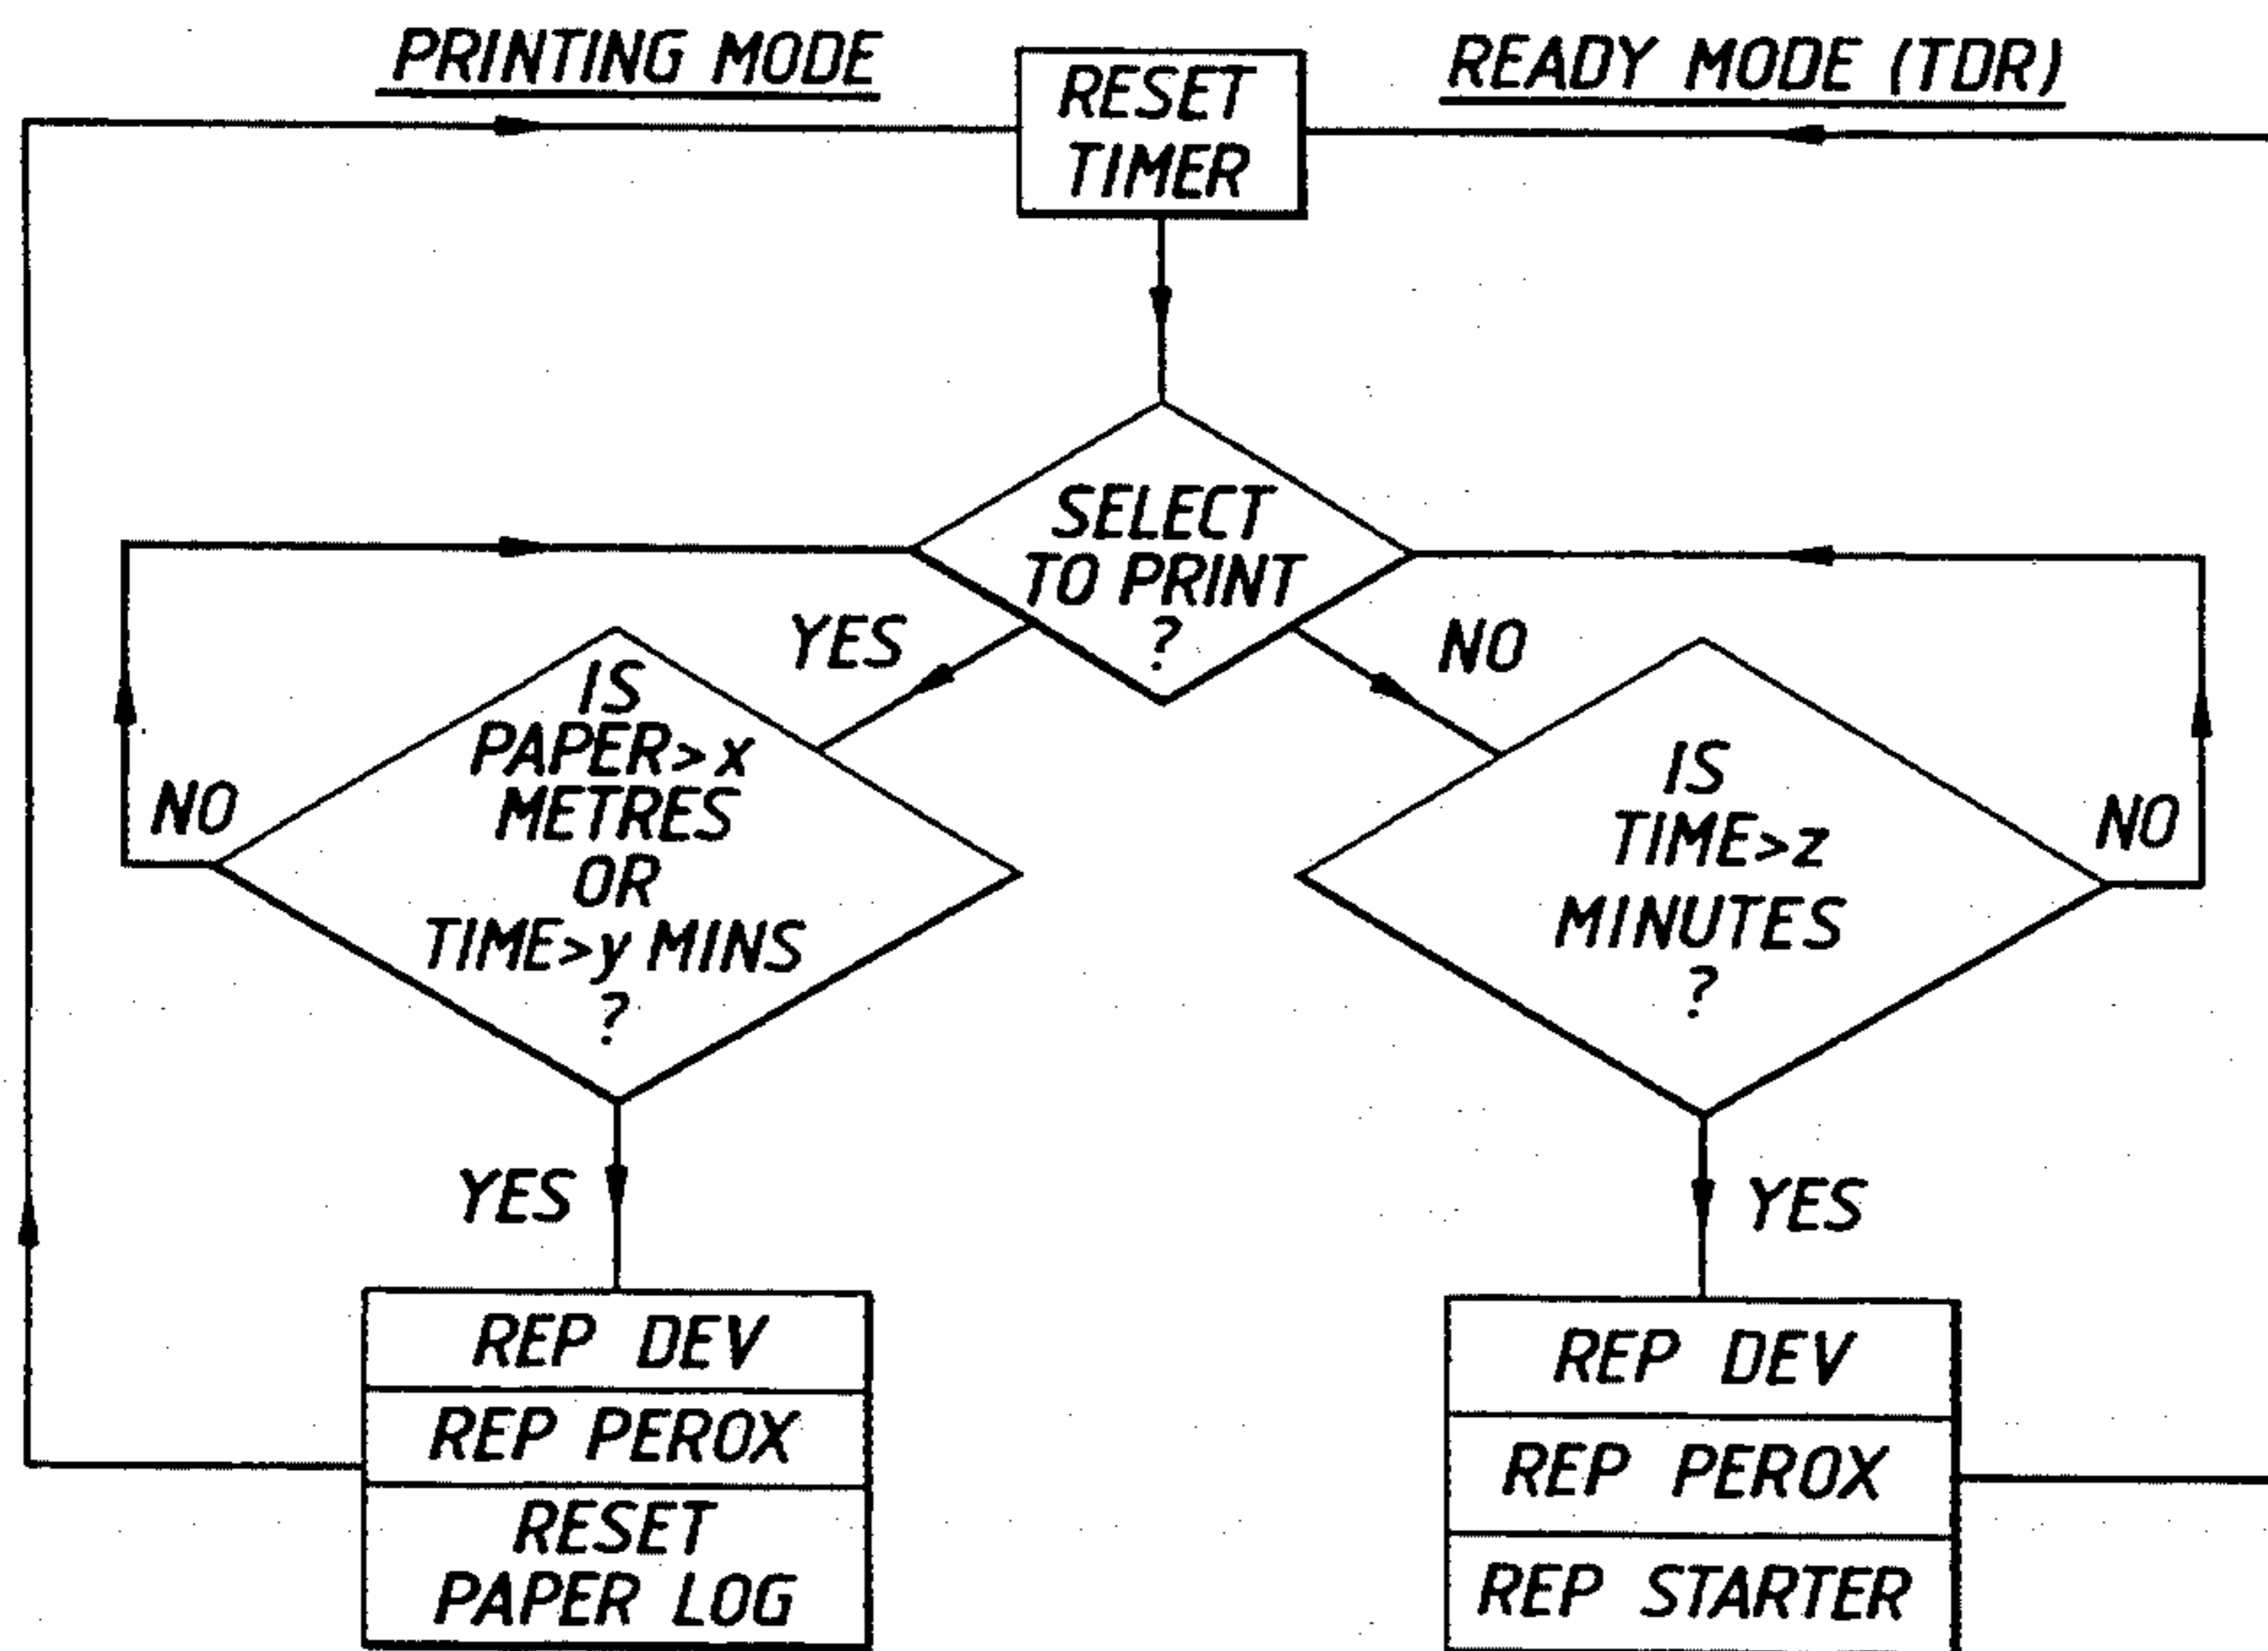 PRINTING MODE
RESET
TIMER
READY MODE (TDR)
SELECT
TO PRINT
?
YES
NO
IS
PAPER>x
METRES
OR
TIME>y MINS
?
NO
YES
IS
TIME>z
MINUTES
?
NO
YES
REP DEV
REP PEROX
RESET
PAPER LOG
REP DEV
REP PEROX
REP STARTER